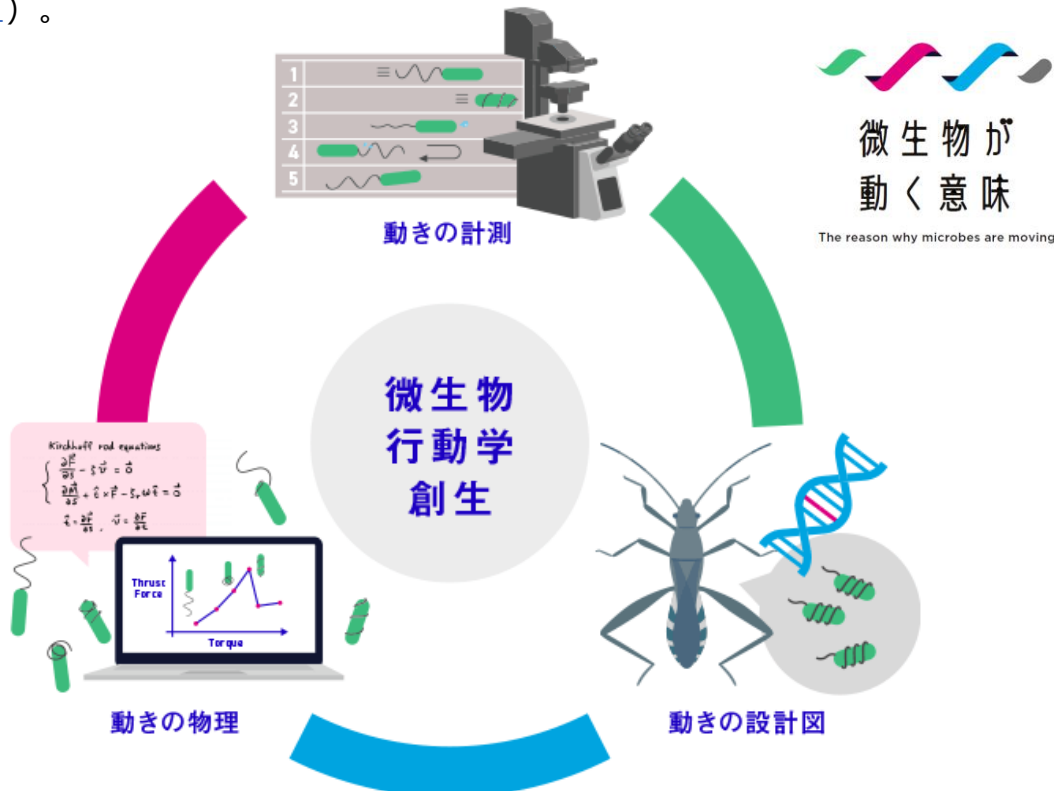 ）。
1
2
3
4
5
動きの計測
微生物が
動く意味
The reason why microbes are moving
微生物
行動学
創生
Kirchhoff rod equations
Thrust
Force
Torque
動きの物理
動きの設計図